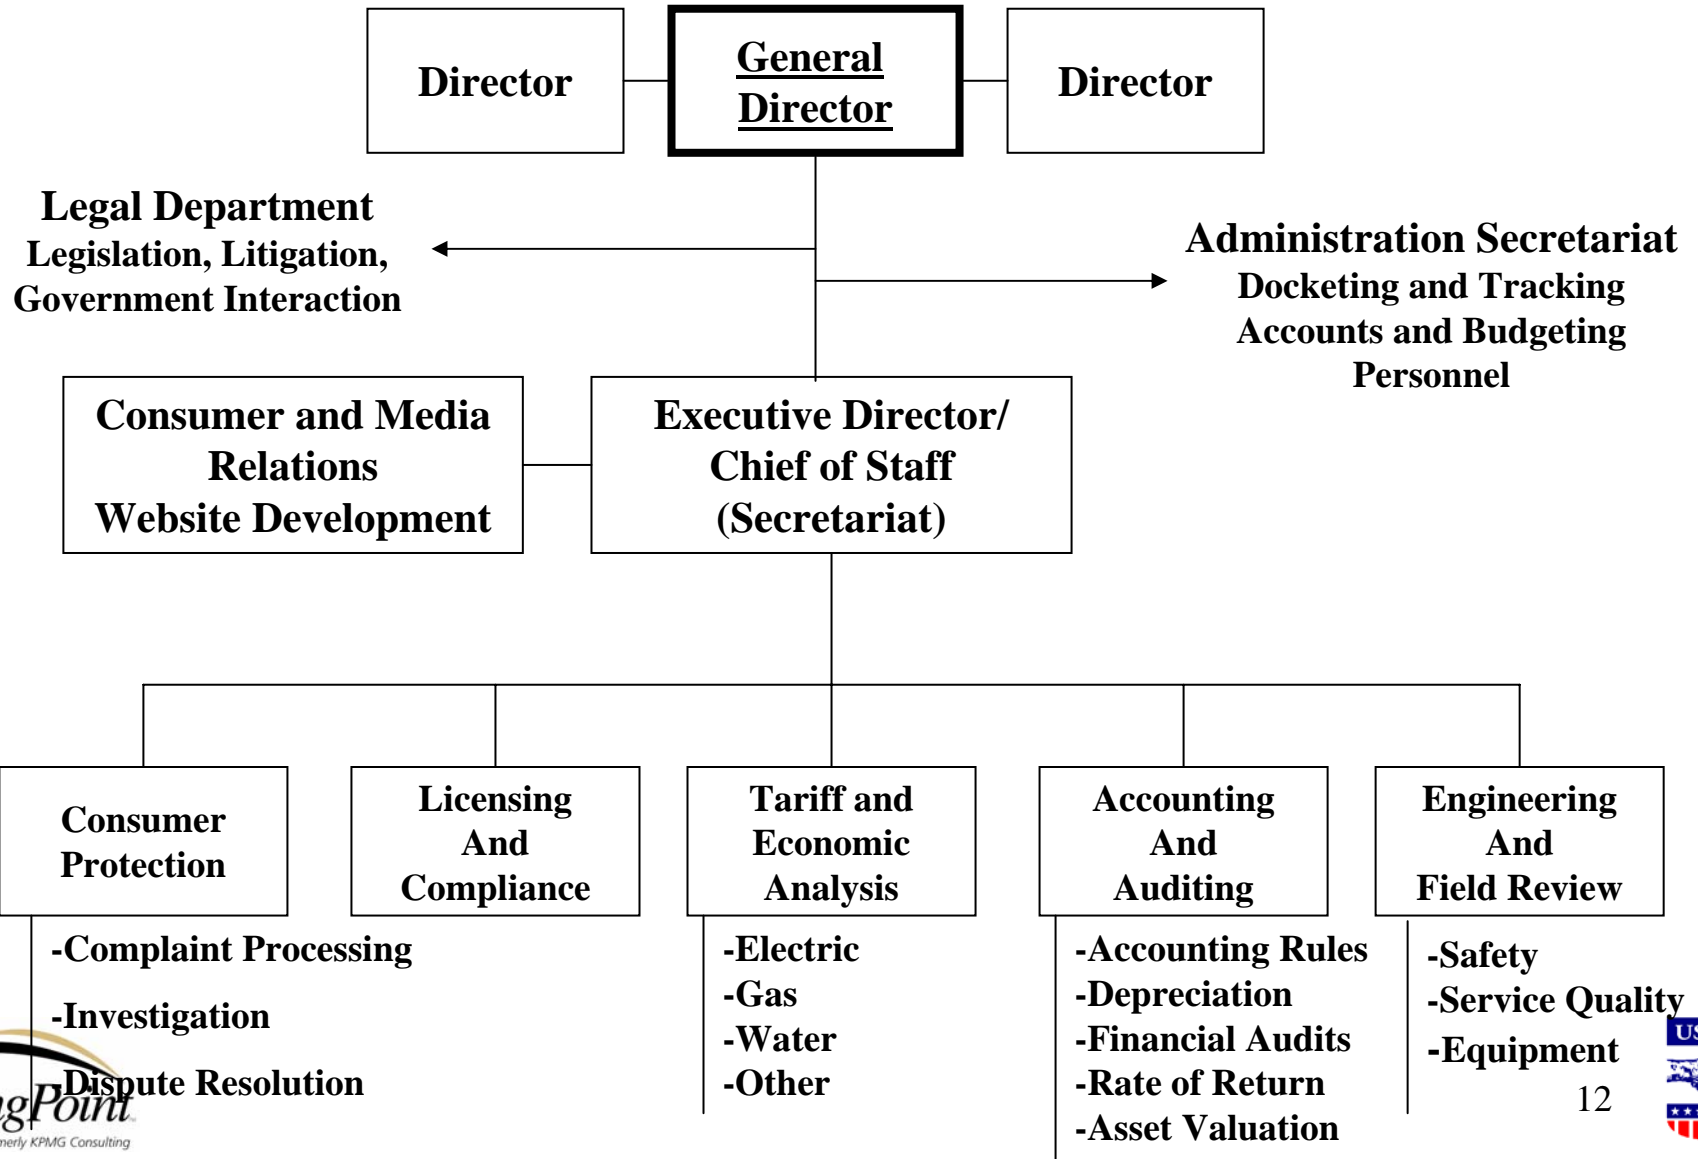 Director
General
Director
Director
Legal Department
Legislation, Litigation,
Government Interaction
Administration Secretariat
Docketing and Tracking
Accounts and Budgeting
Personnel
Consumer and Media
Relations
Website Development
Executive Director/
Chief of Staff
(Secretariat)
Consumer
Protection
-Complaint Processing
-Investigation
-Dispute Resolution
Licensing
And
Compliance
Tariff and
Economic
Analysis
-Electric
-Gas
-Water
-Other
Accounting
And
Auditing
-Accounting Rules
-Depreciation
-Financial Audits
-Rate of Return
-Asset Valuation
Engineering
And
Field Review
-Safety
-Service Quality
-Equipment
ngPoint
merly KPMG Consulting
12
US